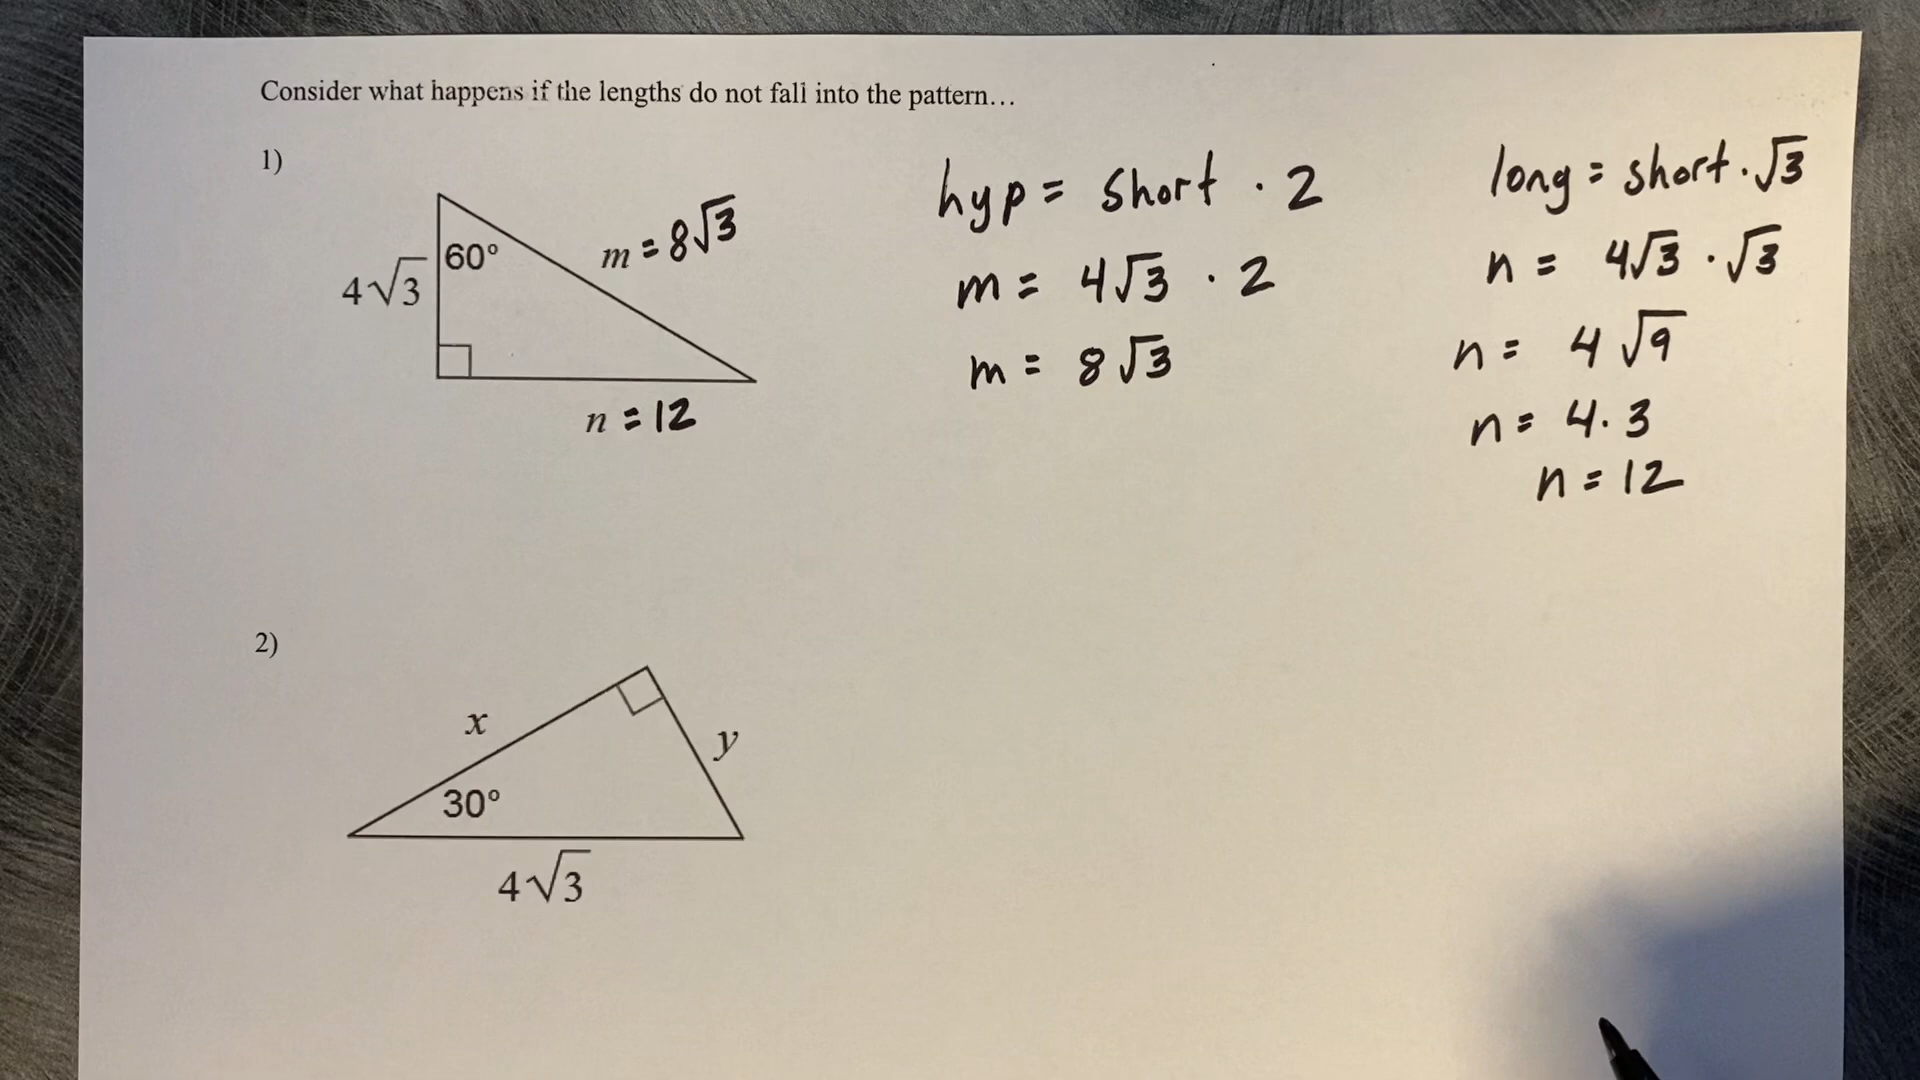 Consider what happens if the lengths do not fall into the pattern…
1)
60°
4√3
m = 8√3
n = 12
hyp = short · 2
m = 4√3 · 2
m = 8√3
long = short · √3
n = 4√3 · √3
n = 4√9
n = 4 · 3
n = 12
2)
x
y
30°
4√3